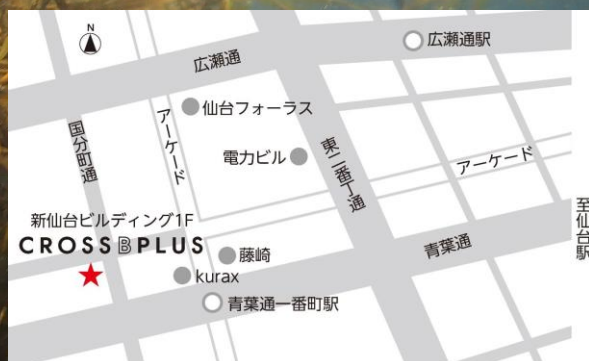 N
広瀬通駅
広瀬通
仙台フォーラス
アーケード
国分町通
電力ビル
東二番丁通
アーケード
新仙台ビルディング1F
CROSS B PLUS
藤崎
kurax
青葉通
青葉通一番町駅
至仙台駅